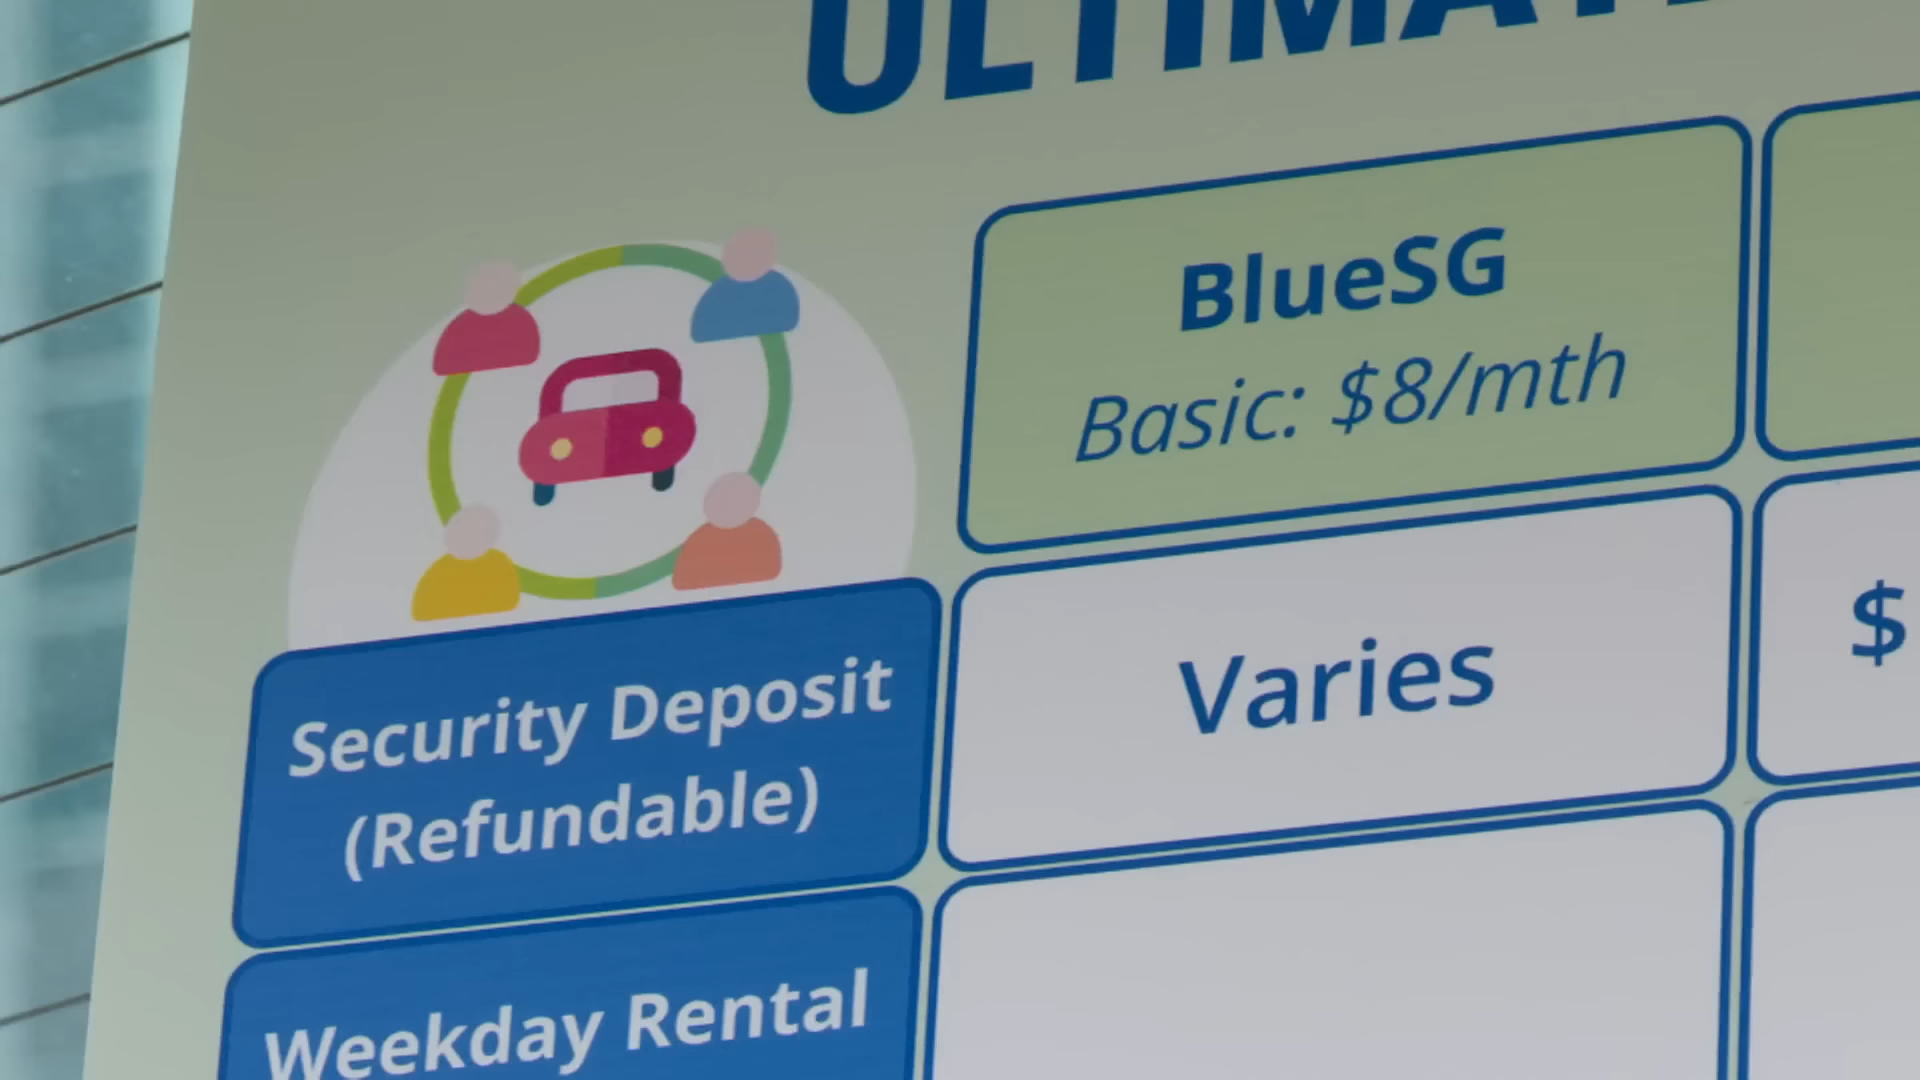 BlueSG
Basic: $8/mth
Security Deposit
(Refundable)
Varies
$
Weekday Rental